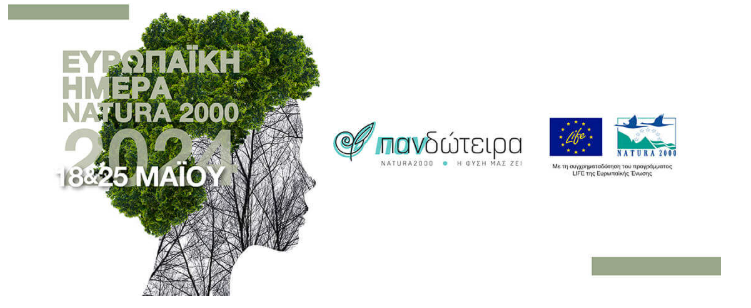 ΕΥΡΩΠΑΪΚΗ
ΗΜΕΡΑ
NATURA 2000
2024
18&25 ΜΑΪΟΥ
πανδώτειρα
NATURA2000 • Η ΦΥΣΗ ΜΑΣ ΖΕΙ
Life
NATURA 2000
Με τη συγχρηματοδότηση του προγράμματος
LIFE της Ευρωπαϊκής Ένωσης